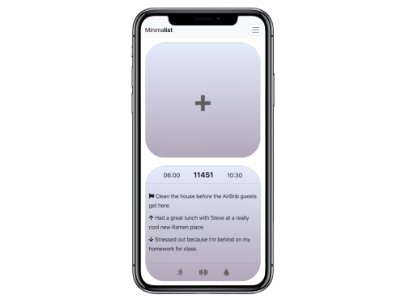 Minimalist
06:00 11451 10:30
Clean the house before the AirBnb guests
get here.
Had a great lunch with Steve at a really
cool new Ramen place.
Stressed out because I'm behind on my
homework for class.